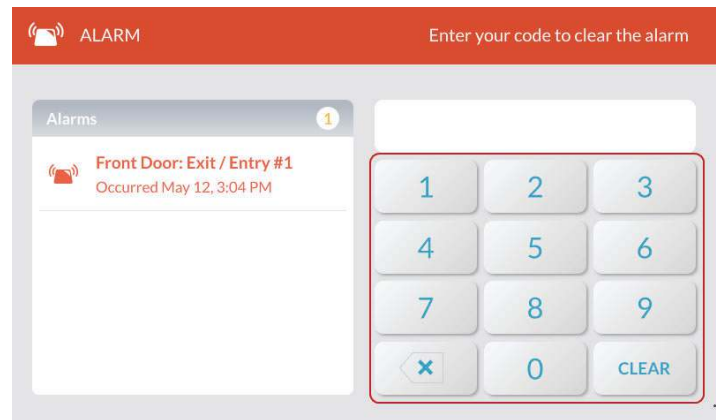 ALARM
Enter your code to clear the alarm
Alarms
1
Front Door: Exit / Entry #1
Occurred May 12, 3:04 PM
1 2 3
4 5 6
7 8 9
0 CLEAR